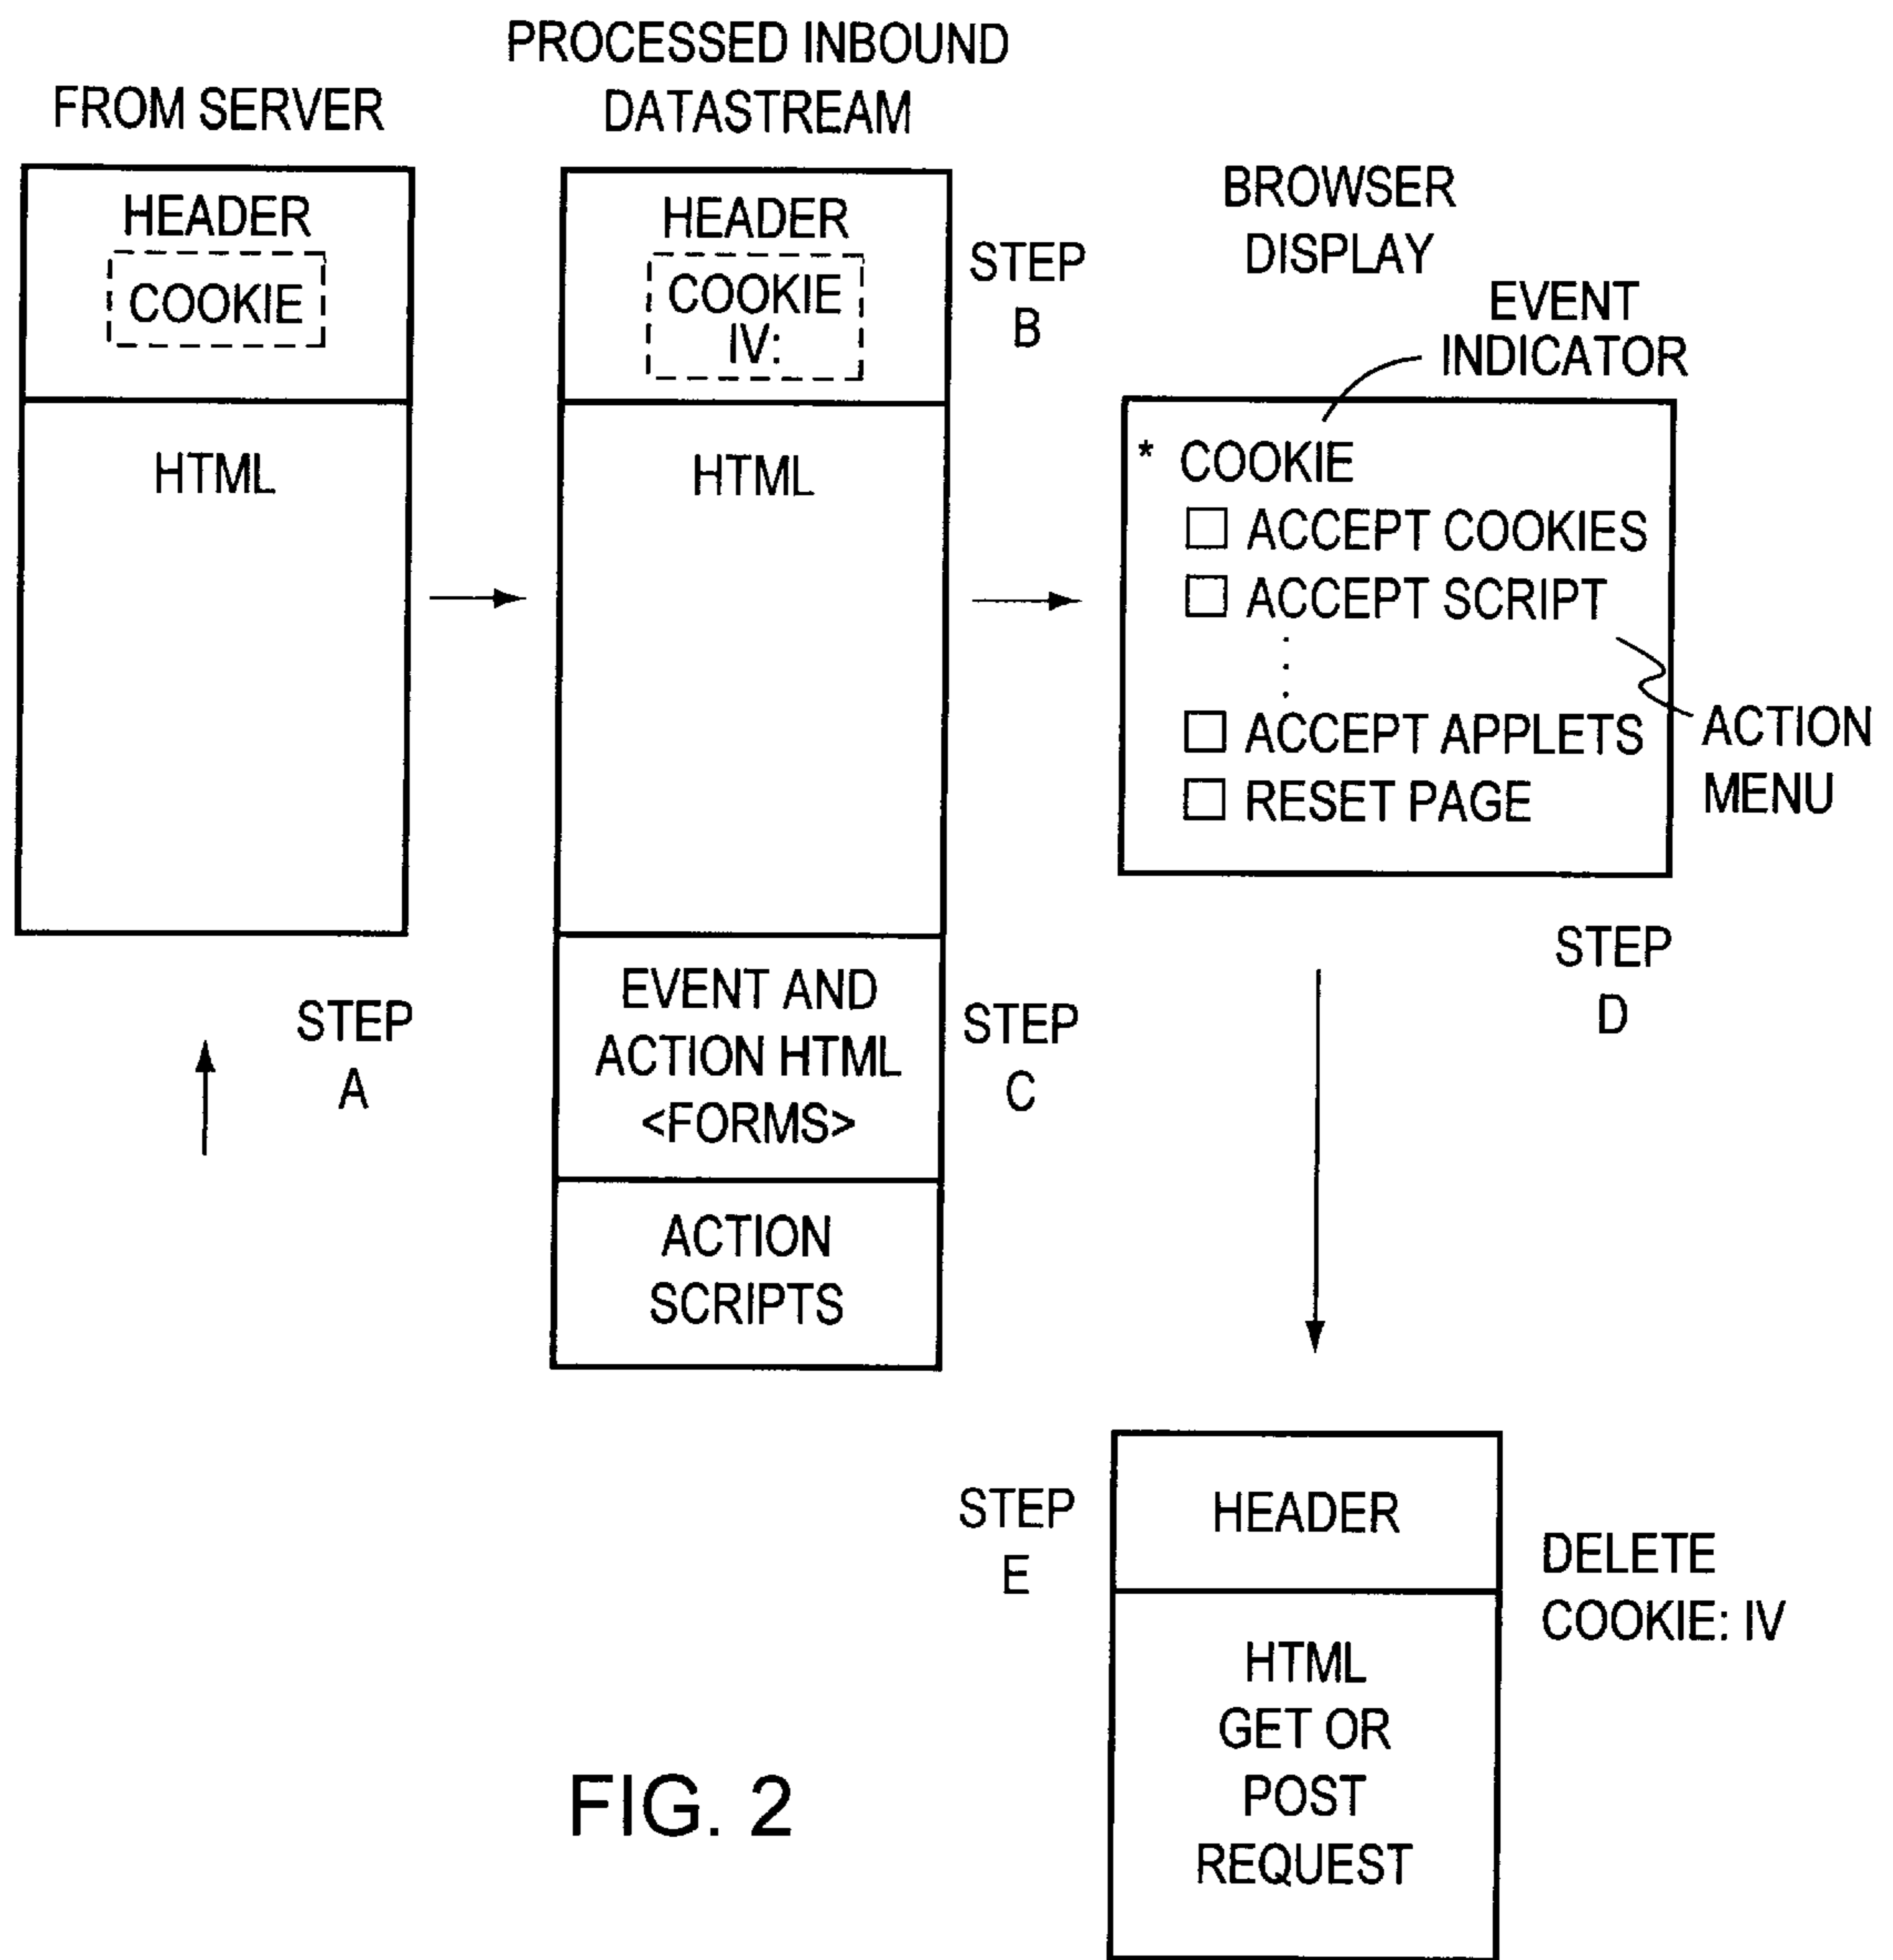 FROM SERVER
HEADER
COOKIE
HTML
STEP
A
PROCESSED INBOUND
DATASTREAM
HEADER
COOKIE
IV:
HTML
STEP
B
EVENT AND
ACTION HTML
<FORMS>
STEP
C
ACTION
SCRIPTS
BROWSER
DISPLAY
EVENT
INDICATOR
* COOKIE
ACCEPT COOKIES
ACCEPT SCRIPT
ACCEPT APPLETS
RESET PAGE
ACTION
MENU
STEP
D
STEP
E
HEADER
HTML
GET OR
POST
REQUEST
DELETE
COOKIE: IV
FIG. 2